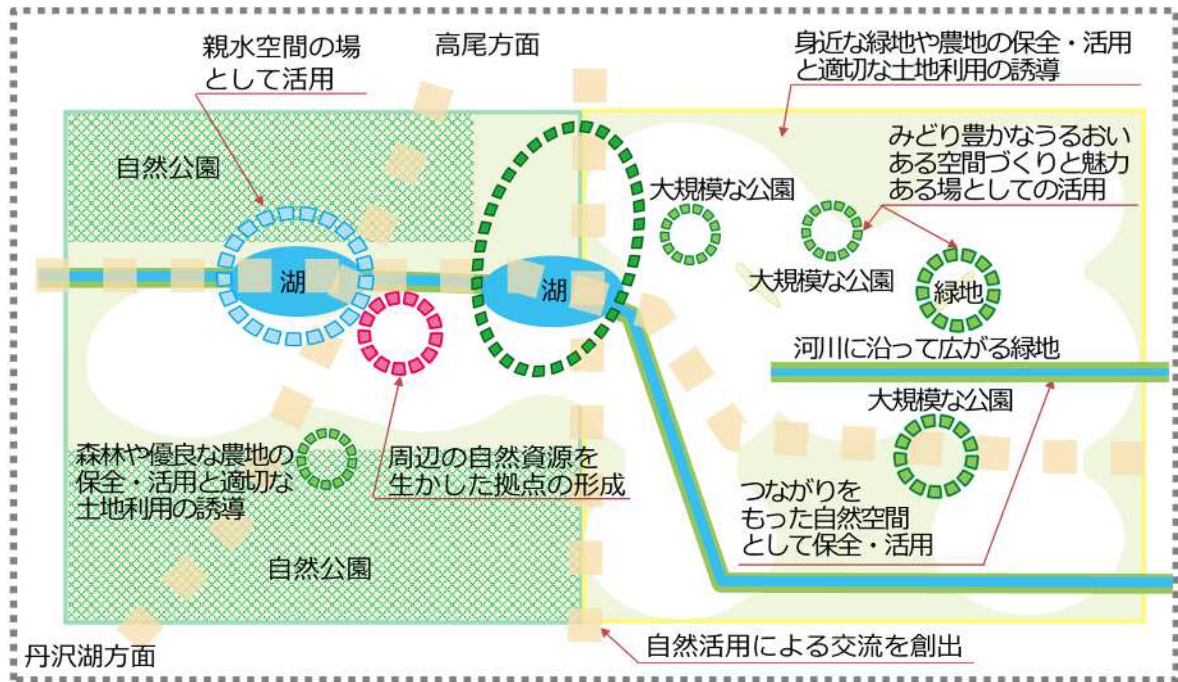 親水空間の場
として活用
高尾方面
身近な緑地や農地の保全・活用
と適切な土地利用の誘導
みどり豊かなうるおい
ある空間づくりと魅力
ある場としての活用
自然公園
大規模な公園
大規模な公園
湖
湖
緑地
河川に沿って広がる緑地
大規模な公園
森林や優良な農地の
保全・活用と適切な
土地利用の誘導
周辺の自然資源を
生かした拠点の形成
つながりを
もった自然空間
として保全・活用
自然公園
自然活用による交流を創出
丹沢湖方面